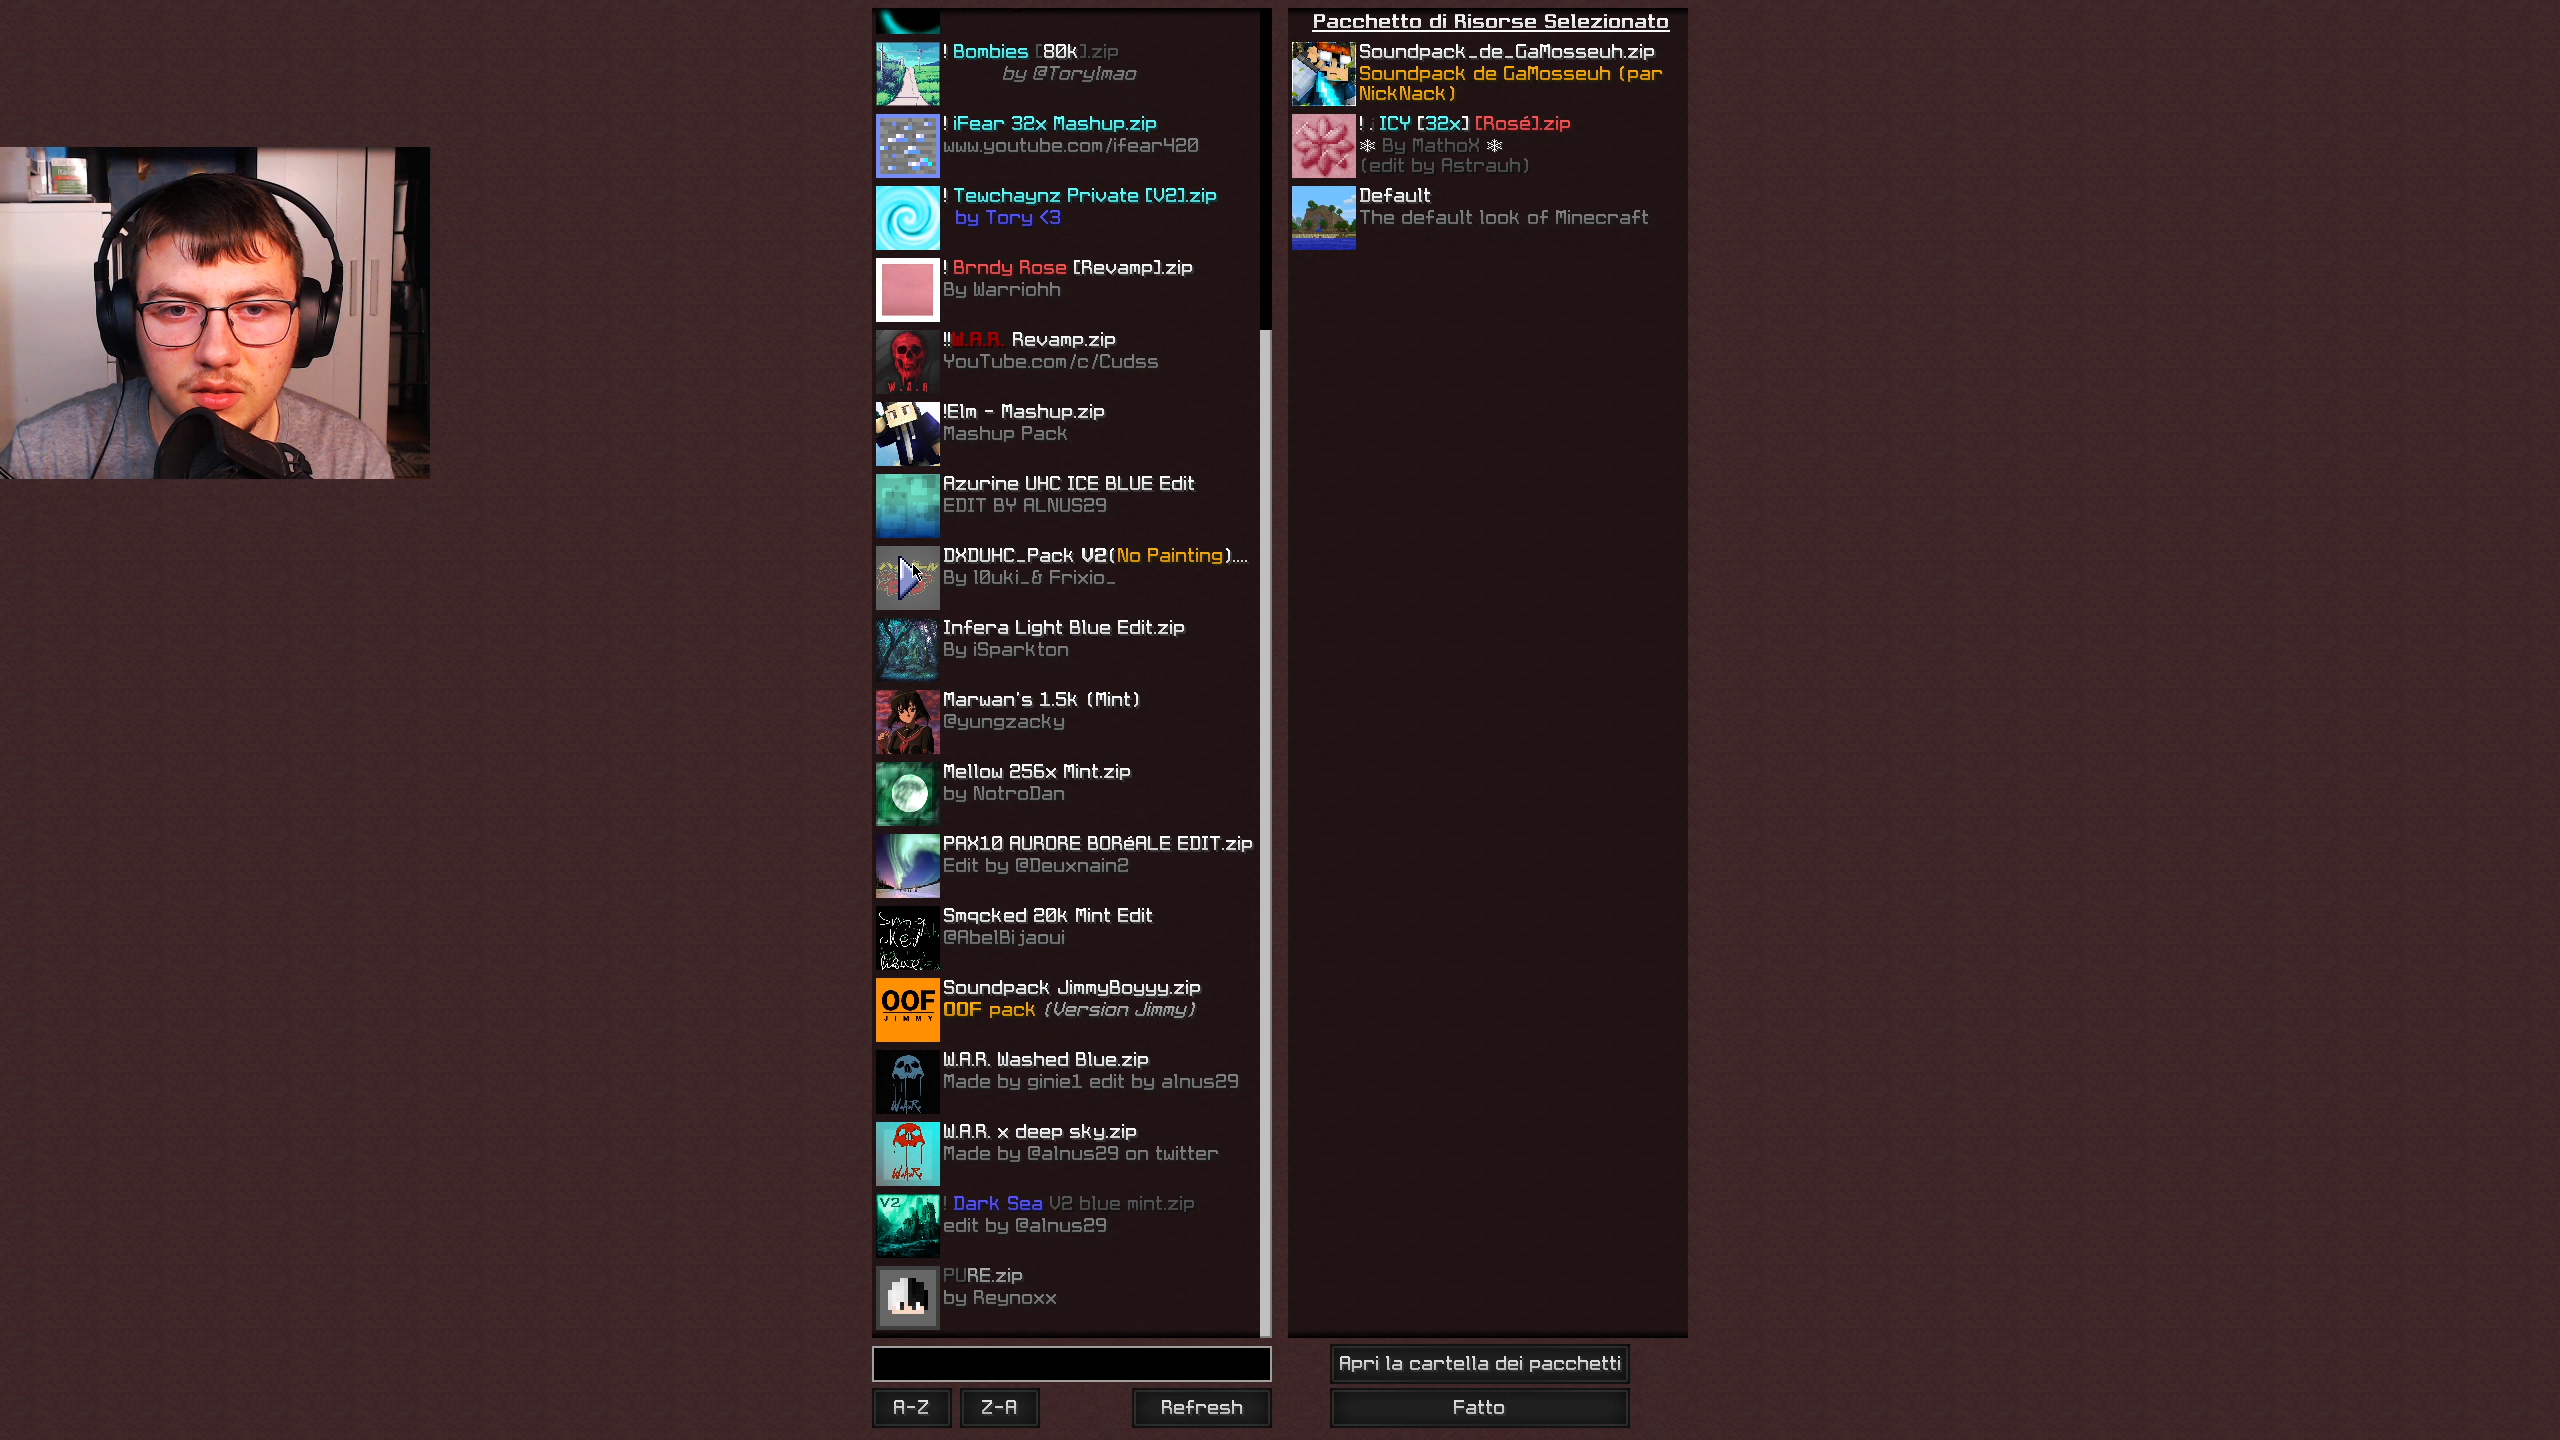 ! Bombies [80k].zip
by @Torylmao
! iFear 32x Mashup.zip
www.youtube.com/ifear420
! Tewchaynz Private [V2].zip
by Tory <3
! Brndy Rose [Revamp].zip
By Warriohh
!!W.A.R. Revamp.zip
YouTube.com/c/Cudss
W.A.R
!Elm - Mashup.zip
Mashup Pack
Azurine UHC ICE BLUE Edit
EDIT BY ALNUS29
DXDUHC_Pack V2(No Painting)....
By l0uki_& Frixio_
Infera Light Blue Edit.zip
By iSparkton
Marwan's 1.5k (Mint)
@yungzacky
Mellow 256x Mint.zip
by NotroDan
PAX10 AURORE BORéALE EDIT.zip
Edit by @Deuxnain2
Smqcked 20k Mint Edit
@AbelBijaoui
Soundpack JimmyBoyyy.zip
OOF pack (Version Jimmy)
OOF
JIMMY
W.A.R. Washed Blue.zip
Made by ginie1 edit by alnus29
W.A.R.
W.A.R. x deep sky.zip
Made by @alnus29 on twitter
W.A.R.
! Dark Sea V2 blue mint.zip
edit by @alnus29
V2
PURE.zip
by Reynoxx
A-Z
Z-A
Refresh
Pacchetto di Risorse Selezionato
Soundpack_de_GaMosseuh.zip
Soundpack de GaMosseuh (par
NickNack)
! . ICY [32x] [Rosé].zip
❄ By MathoX ❄
(edit by Astrauh)
Default
The default look of Minecraft
Apri la cartella dei pacchetti
Fatto